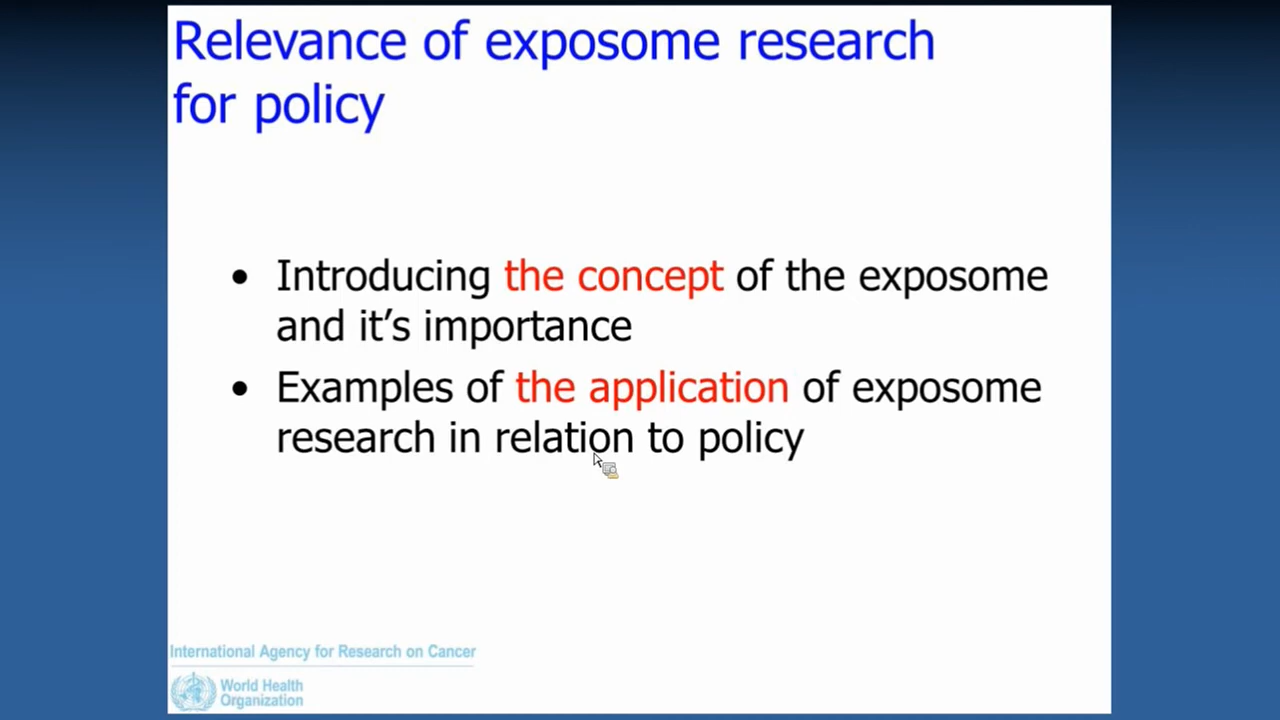 Relevance of exposome research
for policy
• Introducing the concept of the exposome
and it's importance
• Examples of the application of exposome
research in relation to policy
International Agency for Research on Cancer
World Health
Organization